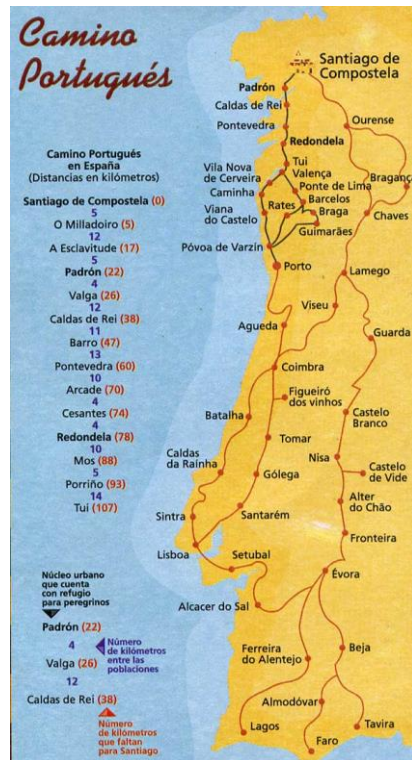 Camino
Portugués
Camino Portugués
en España
(Distancias en kilómetros)
Santiago de Compostela (0)
5
O Milladoiro (5)
12
A Esclavitude (17)
5
Padrón (22)
4
Valga (26)
12
Caldas de Rei (38)
11
Barro (47)
13
Pontevedra (60)
10
Arcade (70)
4
Cesantes (74)
4
Redondela (78)
10
Mos (88)
5
Porriño (93)
14
Tui (107)
Núcleo urbano
que cuenta
con refugio
para peregrinos
Padrón (22)
4
Número
de kilómetros
entre las
poblaciones
Valga (26)
12
Caldas de Rei (38)
Número
de kilómetros
que faltan
para Santiago
Santiago de
Compostela
Padrón
Caldas de Rei
Ourense
Pontevedra
Redondela
Tui
Valença
Vila Nova
de Cerveira
Ponte de Lima
Bragança
Caminha
Barcelos
Rates
Braga
Viana
do Castelo
Guimarães
Chaves
Póvoa de Varzin
Porto
Lamego
Viseu
Agueda
Guarda
Coimbra
Figueiró
dos vinhos
Batalha
Castelo
Branco
Tomar
Caldas
da Rainha
Nisa
Gólega
Castelo
de Vide
Alter
do Chão
Sintra
Santarém
Fronteira
Lisboa
Setubal
Évora
Alcacer do Sal
Ferreira
do Alentejo
Beja
Almodóvar
Lagos
Tavira
Faro